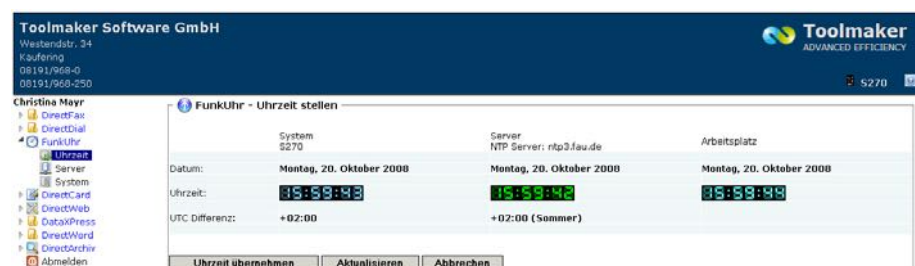 Toolmaker Software GmbH
Westendstr. 34
Kaufering
08191/968-0
08191/968-250
Toolmaker
ADVANCED EFFICIENCY
S270
Christina Mayr
DirectFax
DirectDial
FunkUhr
Uhrzeit
Server
System
DirectCard
DirectWeb
DataXPress
DirectWord
DirectArchiv
Abmelden
FunkUhr - Uhrzeit stellen
System
S270
Server
NTP Server: ntp3.fau.de
Arbeitsplatz
Datum: Montag, 20. Oktober 2008 Montag, 20. Oktober 2008 Montag, 20. Oktober 2008
Uhrzeit: 15:59:43 15:59:42 15:59:44
UTC Differenz: +02:00 +02:00 (Sommer)
Uhrzeit übernehmen Aktualisieren Abbrechen